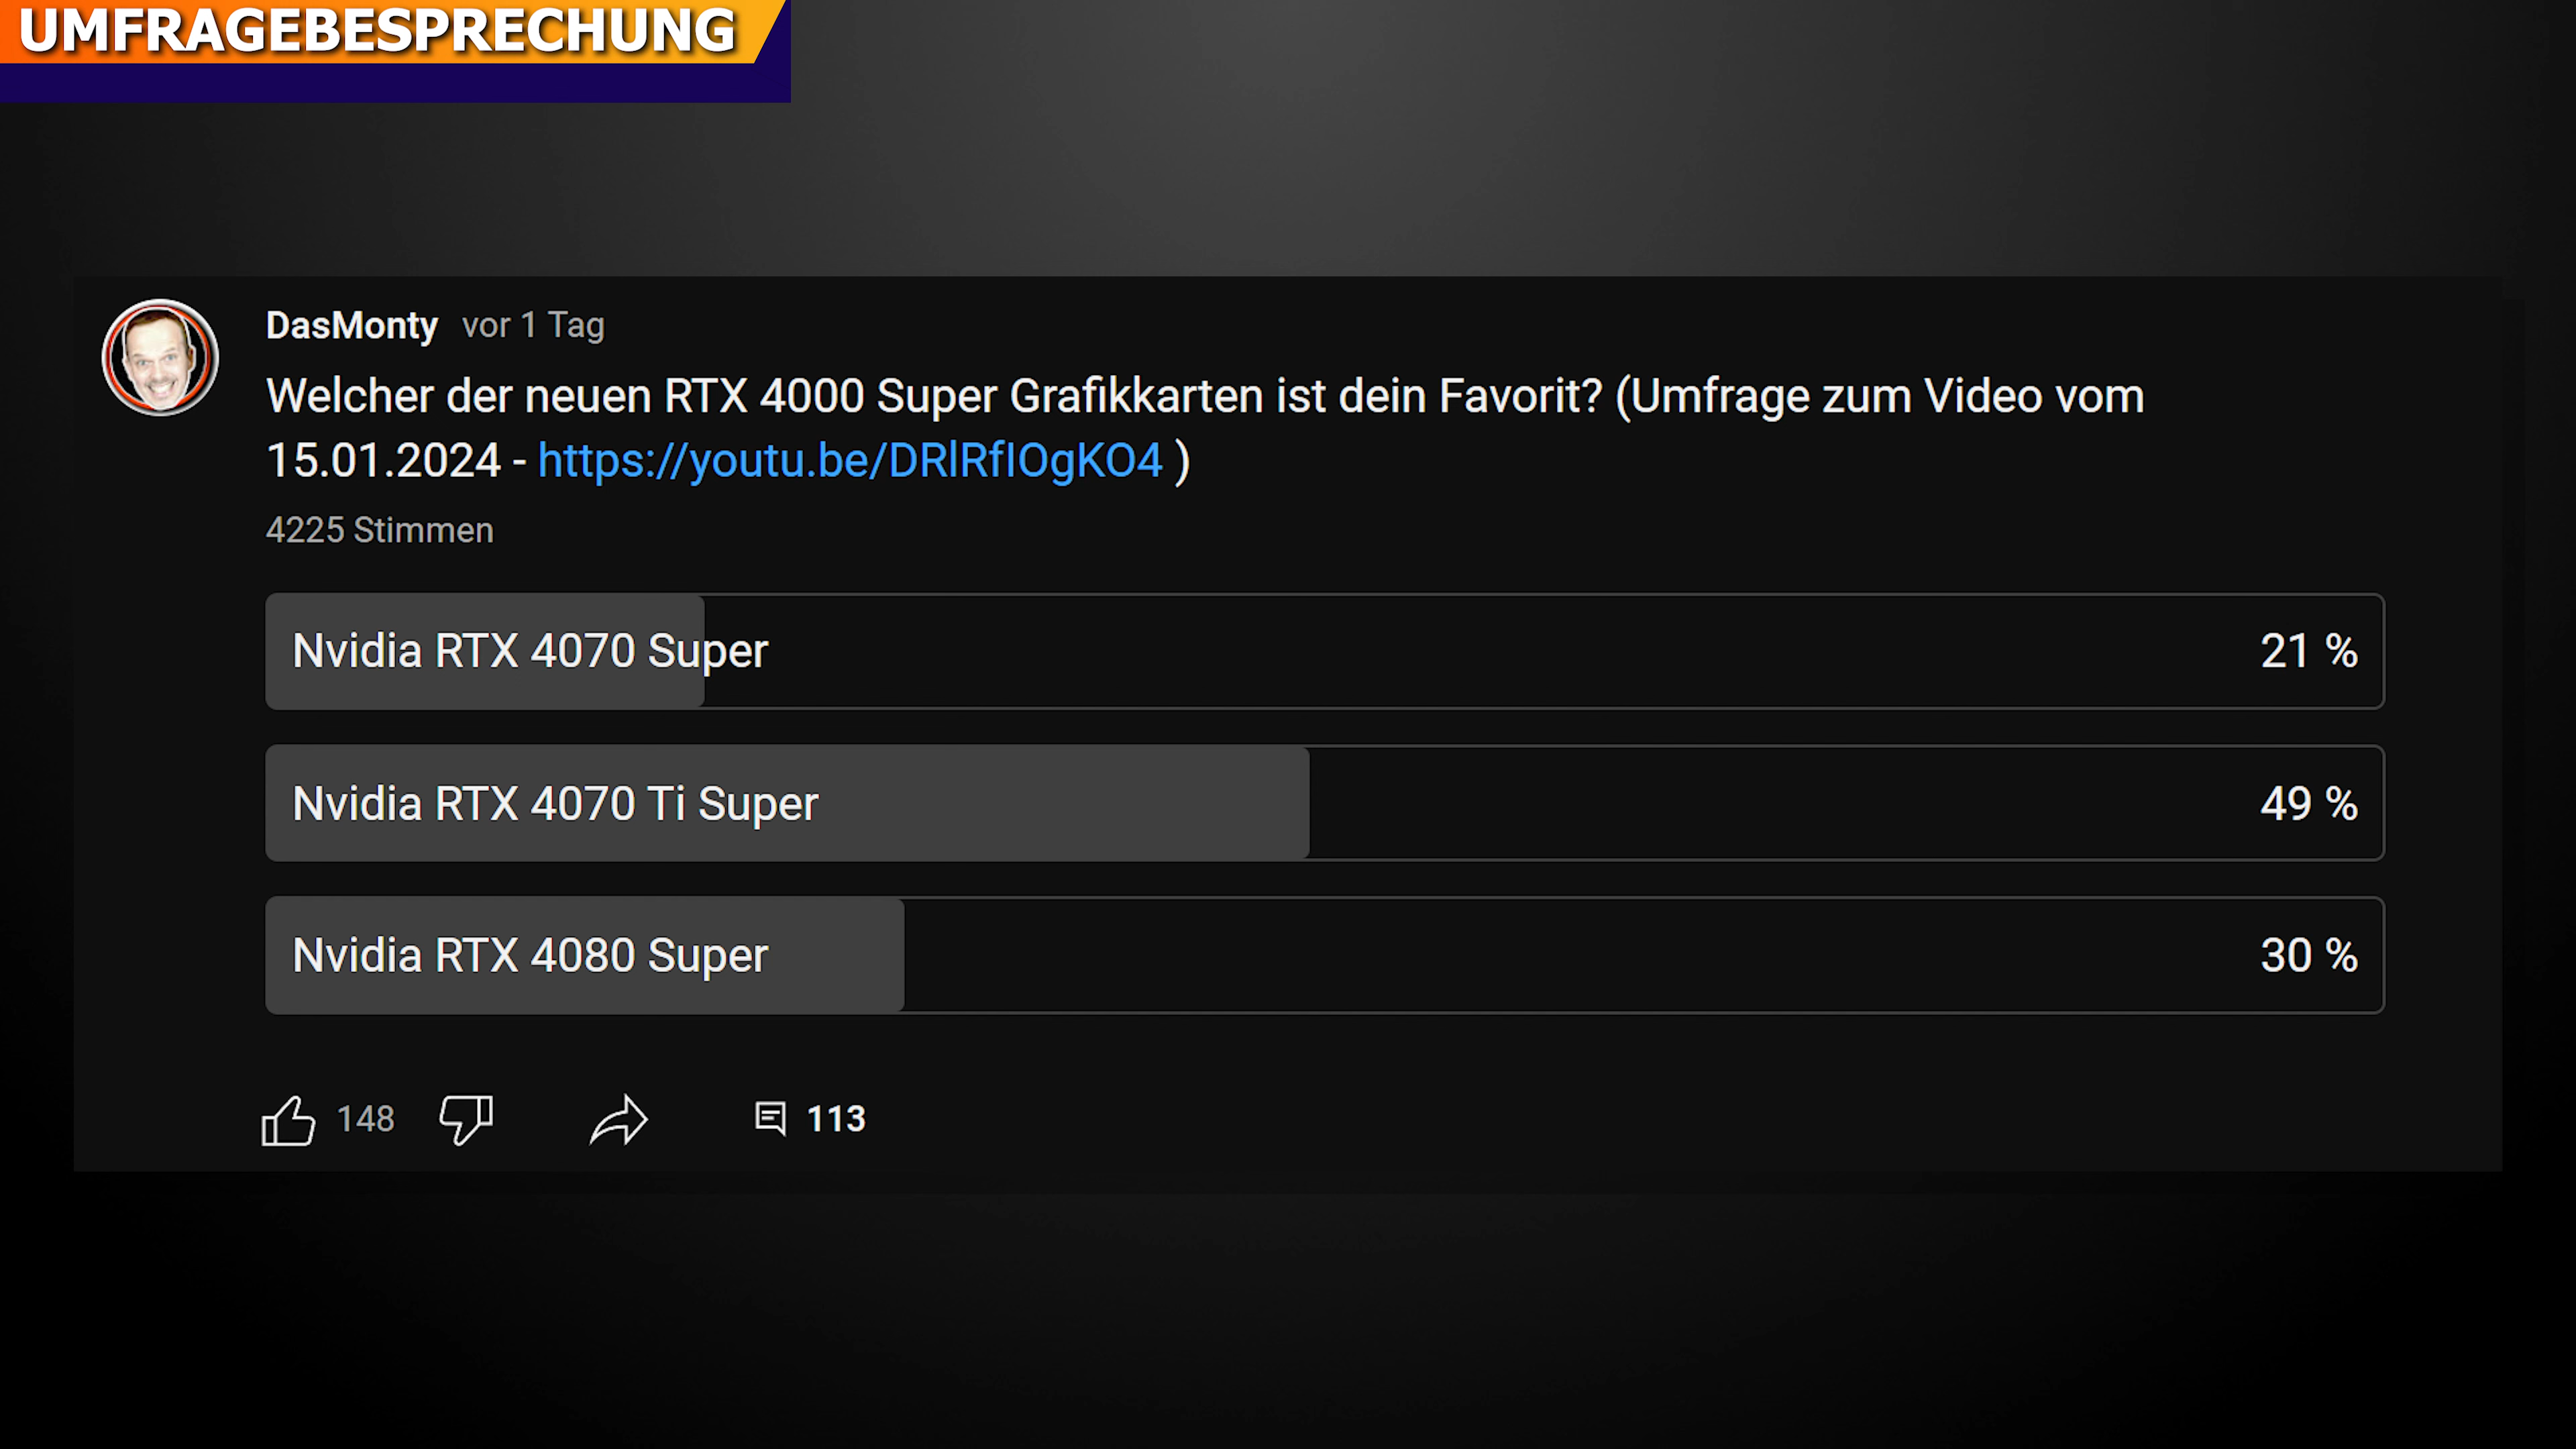 UMFRAGEBESPRECHUNG
DasMonty vor 1 Tag
Welcher der neuen RTX 4000 Super Grafikkarten ist dein Favorit? (Umfrage zum Video vom
15.01.2024 - https://youtu.be/DRlRfIOgKO4 )
4225 Stimmen
Nvidia RTX 4070 Super 21 %
Nvidia RTX 4070 Ti Super 49 %
Nvidia RTX 4080 Super 30 %
148 113